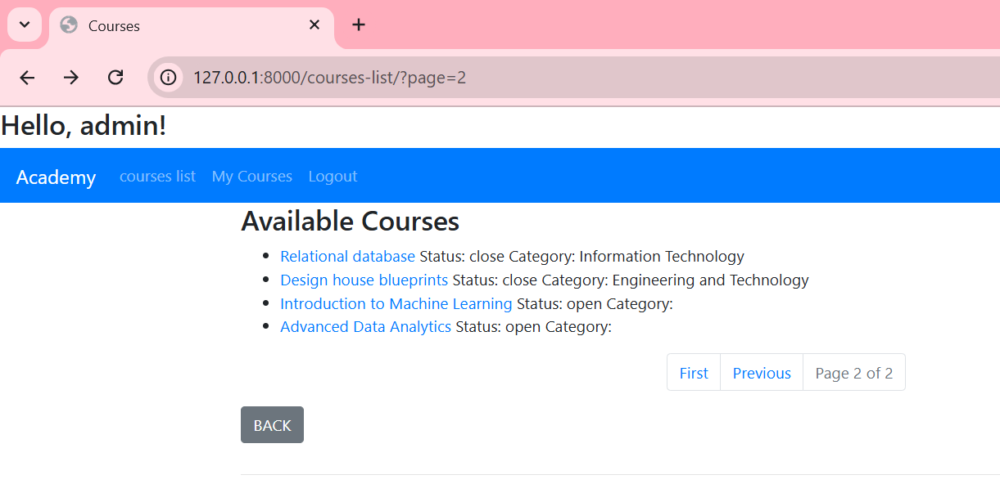 Courses
127.0.0.1:8000/courses-list/?page=2
Hello, admin!
Academy courses list My Courses Logout
Available Courses
Relational database Status: close Category: Information Technology
Design house blueprints Status: close Category: Engineering and Technology
Introduction to Machine Learning Status: open Category:
Advanced Data Analytics Status: open Category:
First Previous Page 2 of 2
BACK